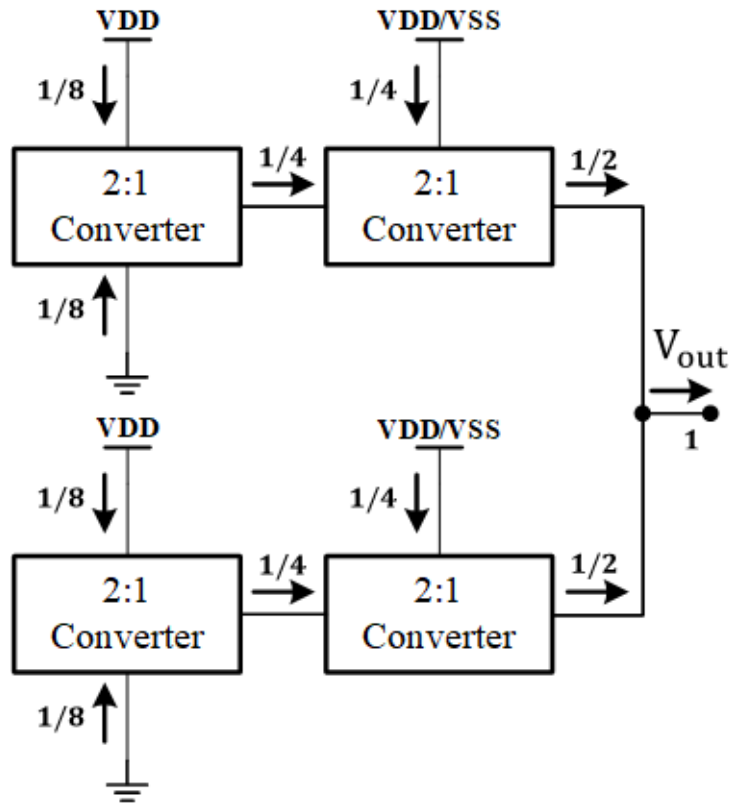 VDD
VDD/VSS
1/8
1/4
2:1
Converter
1/4
2:1
Converter
1/2
1/8
Vout
1
VDD
VDD/VSS
1/8
1/4
2:1
Converter
1/4
2:1
Converter
1/2
1/8